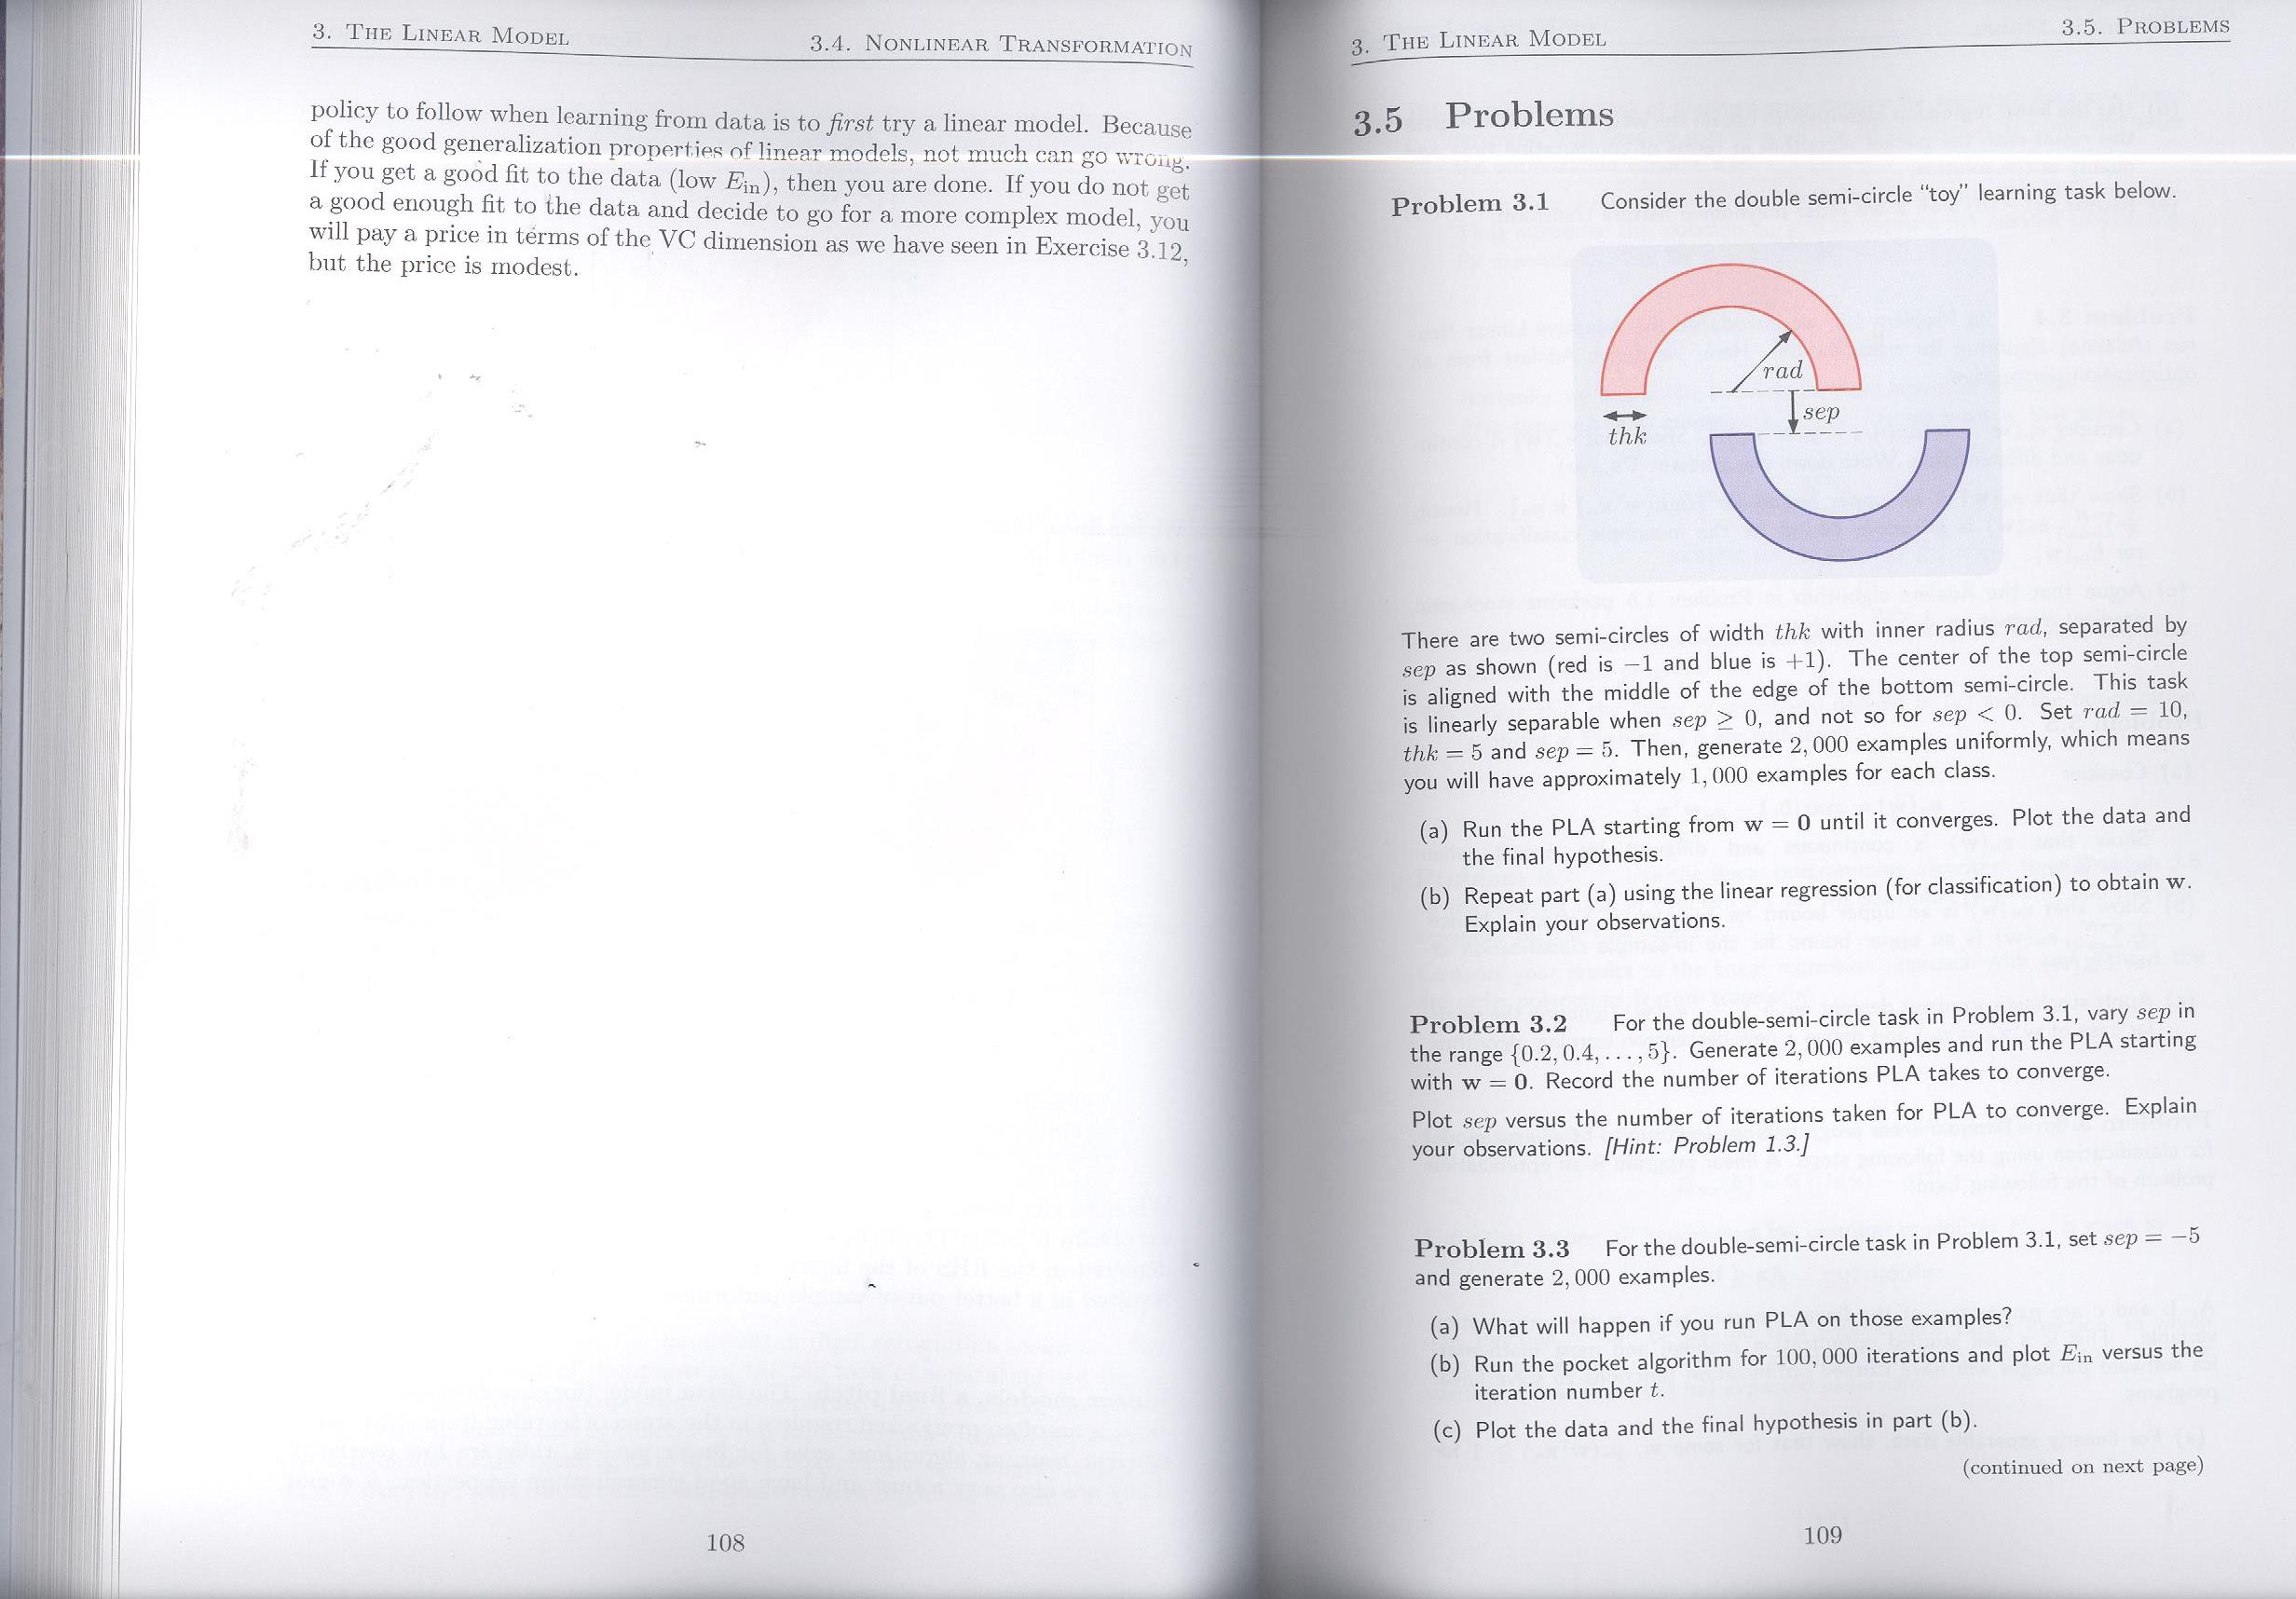 3. THE LINEAR MODEL
3.4. NONLINEAR TRANSFORMATION
policy to follow when learning from data is to first try a linear model. Because
of the good generalization properties of linear models, not much can go wrong.
If you get a good fit to the data (low Ein), then you are done. If you do not get
a good enough fit to the data and decide to go for a more complex model, you
will pay a price in terms of the VC dimension as we have seen in Exercise 3.12,
but the price is modest.
108
3. THE LINEAR MODEL
3.5. PROBLEMS
3.5 Problems
Problem 3.1 Consider the double semi-circle “toy” learning task below.
rad
sep
thk
There are two semi-circles of width thk with inner radius rad, separated by
sep as shown (red is −1 and blue is +1). The center of the top semi-circle
is aligned with the middle of the edge of the bottom semi-circle. This task
is linearly separable when sep ≥ 0, and not so for sep < 0. Set rad = 10,
thk = 5 and sep = 5. Then, generate 2,000 examples uniformly, which means
you will have approximately 1,000 examples for each class.
(a) Run the PLA starting from w = 0 until it converges. Plot the data and
the final hypothesis.
(b) Repeat part (a) using the linear regression (for classification) to obtain w.
Explain your observations.
Problem 3.2 For the double-semi-circle task in Problem 3.1, vary sep in
the range {0.2, 0.4, . . . , 5}. Generate 2,000 examples and run the PLA starting
with w = 0. Record the number of iterations PLA takes to converge.
Plot sep versus the number of iterations taken for PLA to converge. Explain
your observations. [Hint: Problem 1.3.]
Problem 3.3 For the double-semi-circle task in Problem 3.1, set sep = −5
and generate 2,000 examples.
(a) What will happen if you run PLA on those examples?
(b) Run the pocket algorithm for 100,000 iterations and plot Ein versus the
iteration number t.
(c) Plot the data and the final hypothesis in part (b).
(continued on next page)
109